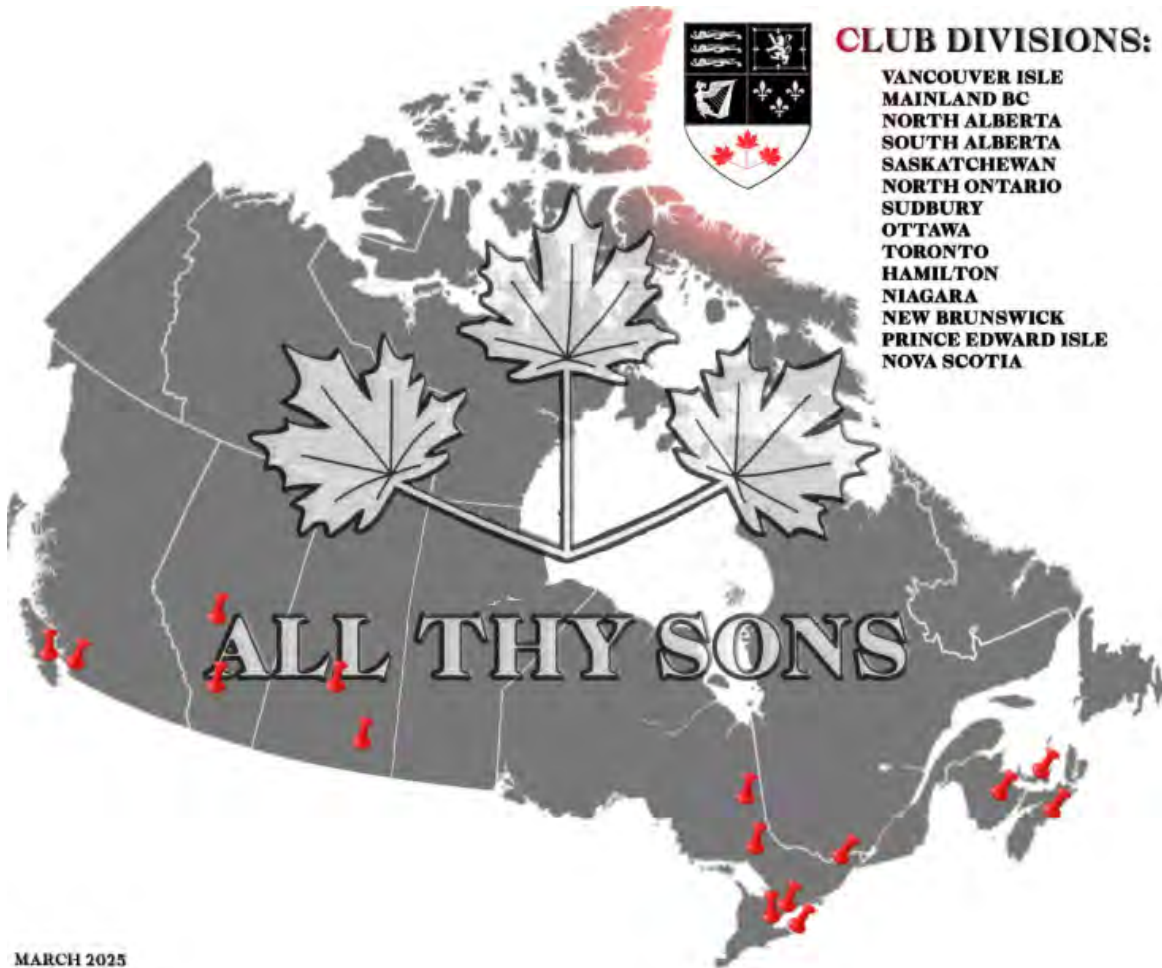 CLUB DIVISIONS:
VANCOUVER ISLE
MAINLAND BC
NORTH ALBERTA
SOUTH ALBERTA
SASKATCHEWAN
NORTH ONTARIO
SUDBURY
OTTAWA
TORONTO
HAMILTON
NIAGARA
NEW BRUNSWICK
PRINCE EDWARD ISLE
NOVA SCOTIA
ALL THY SONS
MARCH 2025